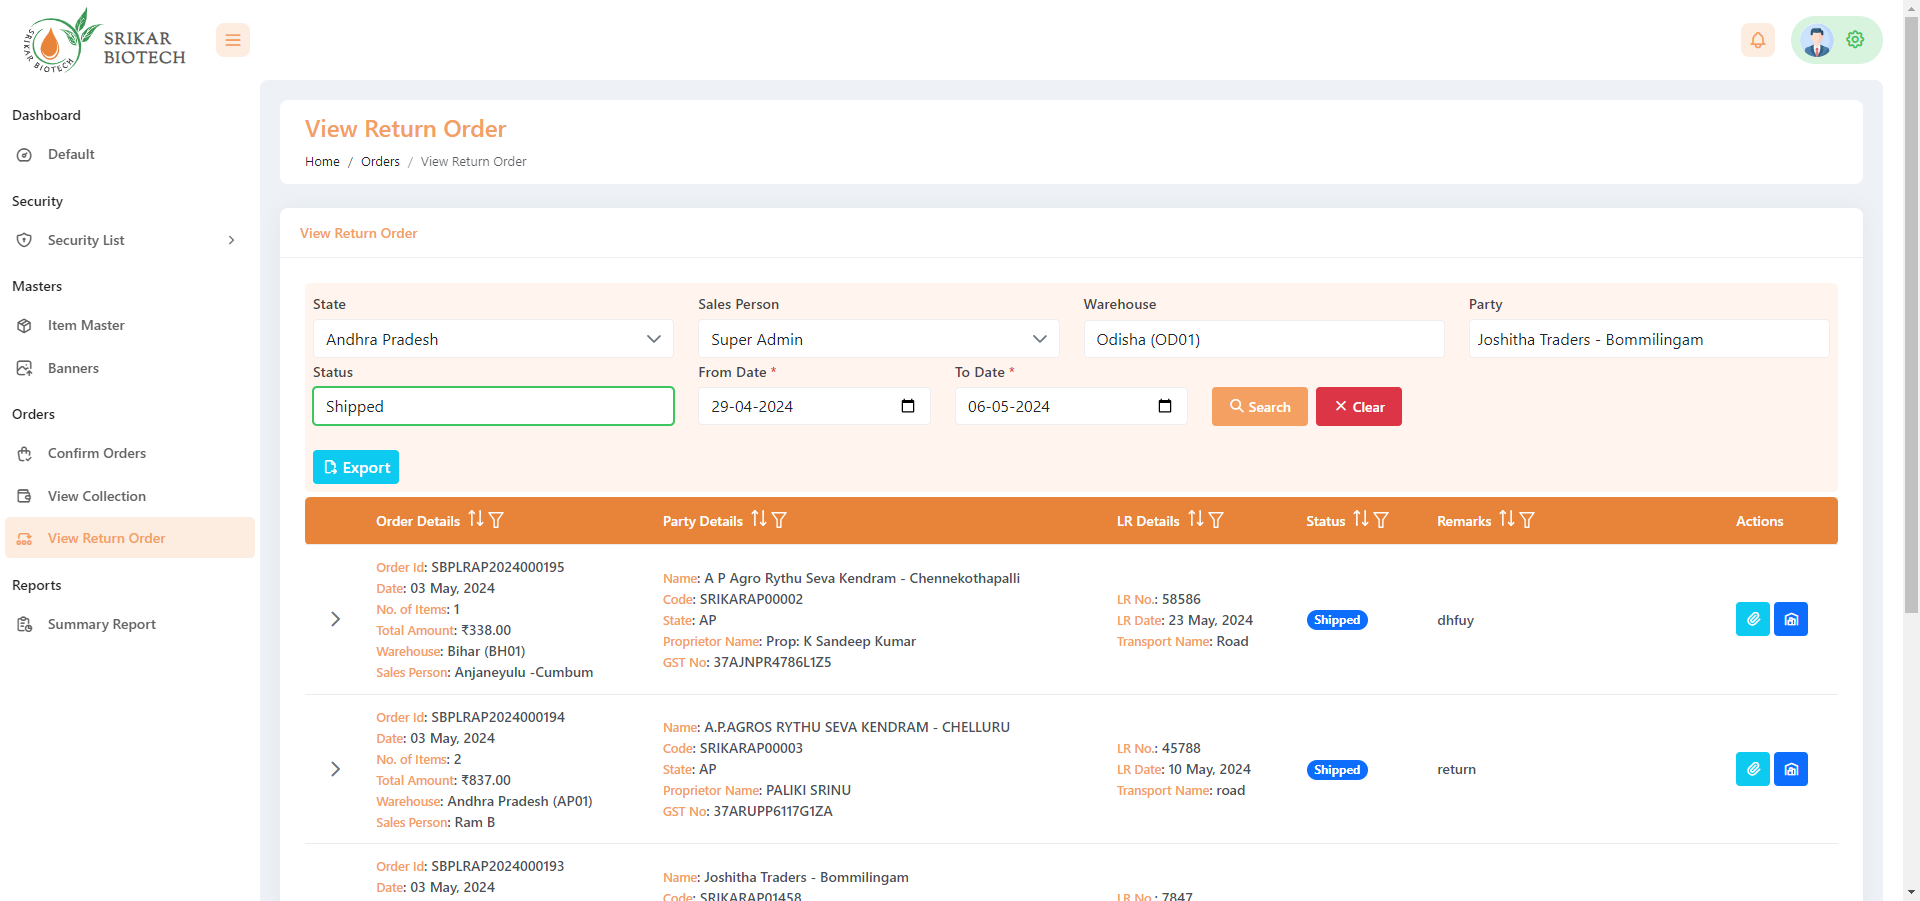 SRIKAR BIOTECH
SRIKAR
BIOTECH
Dashboard
Default
Security
Security List
Masters
Item Master
Banners
Orders
Confirm Orders
View Collection
View Return Order
Reports
Summary Report
View Return Order
Home / Orders / View Return Order
View Return Order
State
Sales Person
Warehouse
Party
Andhra Pradesh
Super Admin
Odisha (OD01)
Joshitha Traders - Bommilingam
Status
From Date *
To Date *
Shipped
29-04-2024
06-05-2024
Search
Clear
Export
Order Details
Party Details
LR Details
Status
Remarks
Actions
Order Id: SBPLRAP2024000195
Date: 03 May, 2024
No. of Items: 1
Total Amount: ₹338.00
Warehouse: Bihar (BH01)
Sales Person: Anjaneyulu -Cumbum
Name: A P Agro Rythu Seva Kendram - Chennekothapalli
Code: SRIKARAP00002
State: AP
Proprietor Name: Prop: K Sandeep Kumar
GST No: 37AJNPR4786L1Z5
LR No.: 58586
LR Date: 23 May, 2024
Transport Name: Road
Shipped
dhfuy
Order Id: SBPLRAP2024000194
Date: 03 May, 2024
No. of Items: 2
Total Amount: ₹837.00
Warehouse: Andhra Pradesh (AP01)
Sales Person: Ram B
Name: A.P.AGROS RYTHU SEVA KENDRAM - CHELLURU
Code: SRIKARAP00003
State: AP
Proprietor Name: PALIKI SRINU
GST No: 37ARUPP6117G1ZA
LR No.: 45788
LR Date: 10 May, 2024
Transport Name: road
Shipped
return
Order Id: SBPLRAP2024000193
Date: 03 May, 2024
Name: Joshitha Traders - Bommilingam
Code: SRIKARAP01458
LR No.: 7847